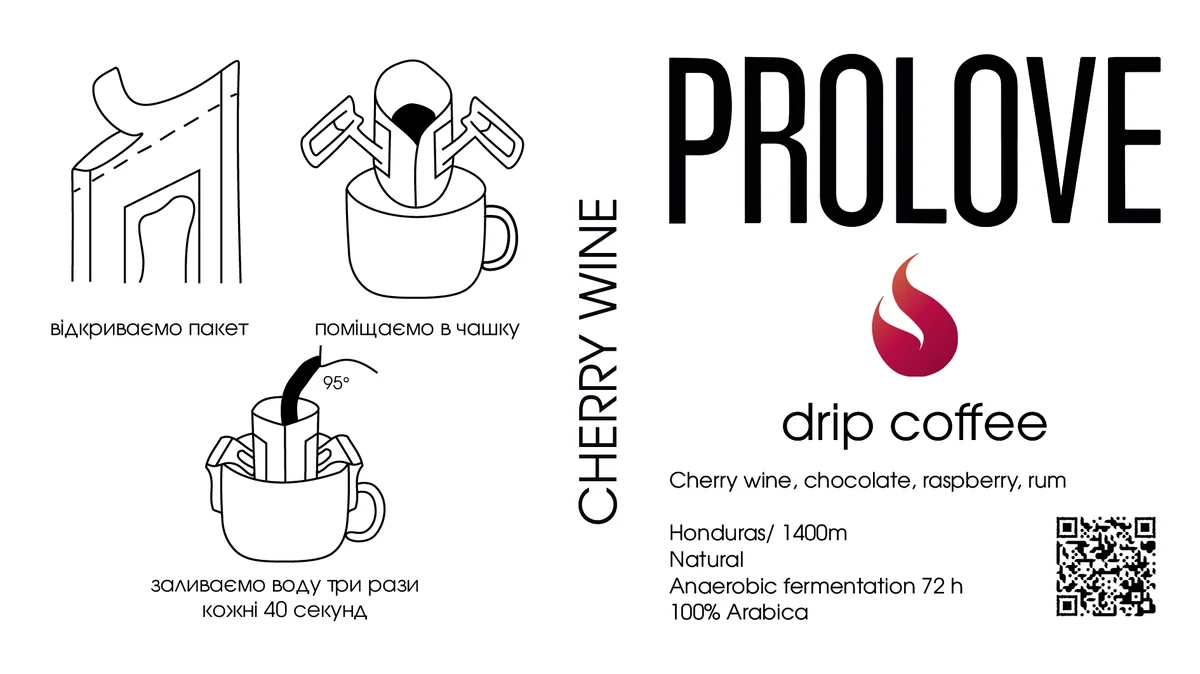 відкриваємо пакет
поміщаємо в чашку
95°
заливаємо воду три рази
кожні 40 секунд
CHERRY WINE
PROLOVE
drip coffee
Cherry wine, chocolate, raspberry, rum
Honduras/ 1400m
Natural
Anaerobic fermentation 72 h
100% Arabica